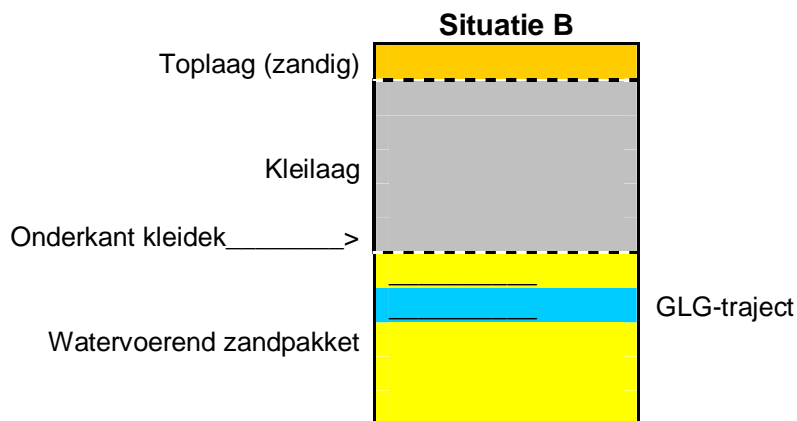 Situatie B
Toplaag (zandig)
Kleilaag
Onderkant kleidek________>
GLG-traject
Watervoerend zandpakket